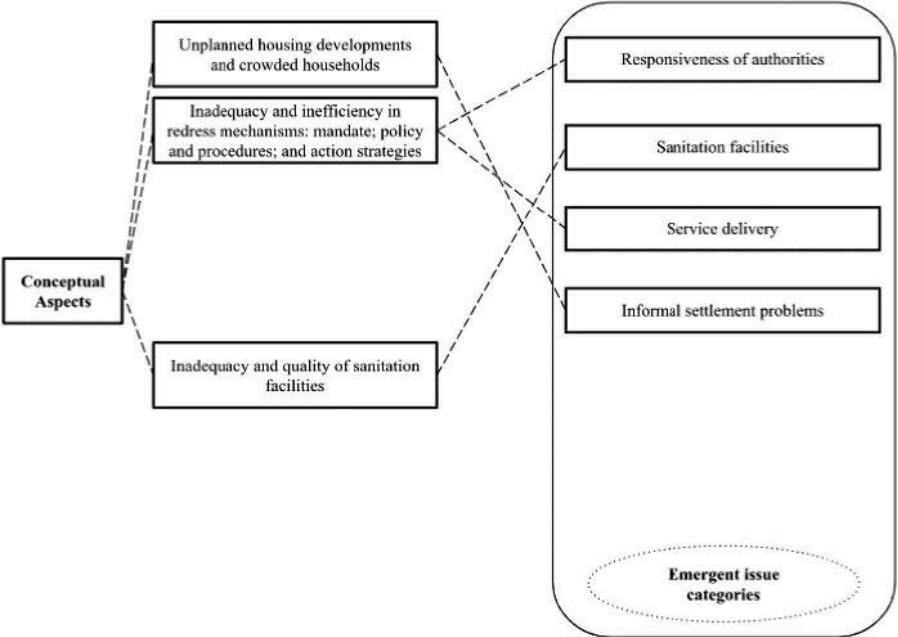 Unplanned housing developments
and crowded households
Inadequacy and inefficiency in
redress mechanisms: mandate; policy
and procedures; and action strategies
Conceptual
Aspects
Inadequacy and quality of sanitation
facilities
Responsiveness of authorities
Sanitation facilities
Service delivery
Informal settlement problems
Emergent issue
categories